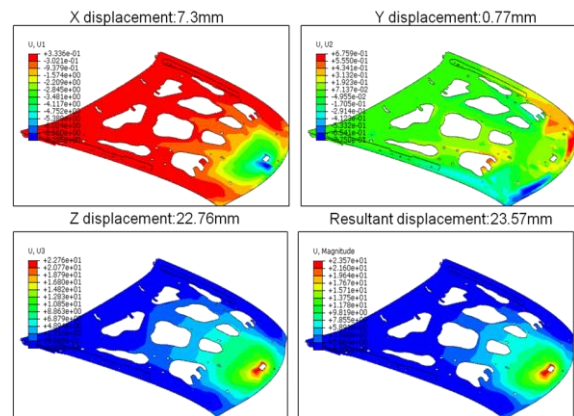 X displacement:7.3mm
Y displacement:0.77mm
U, U1
+3.336e-01
-3.021e-01
-9.379e-01
-1.574e+00
-2.209e+00
-2.845e+00
-3.481e+00
-4.117e+00
-4.752e+00
U, U2
+6.759e-01
+5.550e-01
+4.341e-01
+3.132e-01
+1.923e-01
+7.137e-02
-4.955e-02
-1.705e-01
-2.914e-01
Z displacement:22.76mm
Resultant displacement:23.57mm
U, U3
+2.276e+01
+2.077e+01
+1.879e+01
+1.680e+01
+1.482e+01
+1.283e+01
+1.085e+01
+8.863e+00
+6.879e+00
U, Magnitude
+2.357e+01
+2.160e+01
+1.964e+01
+1.767e+01
+1.571e+01
+1.375e+01
+1.178e+01
+9.819e+00
+7.855e+00